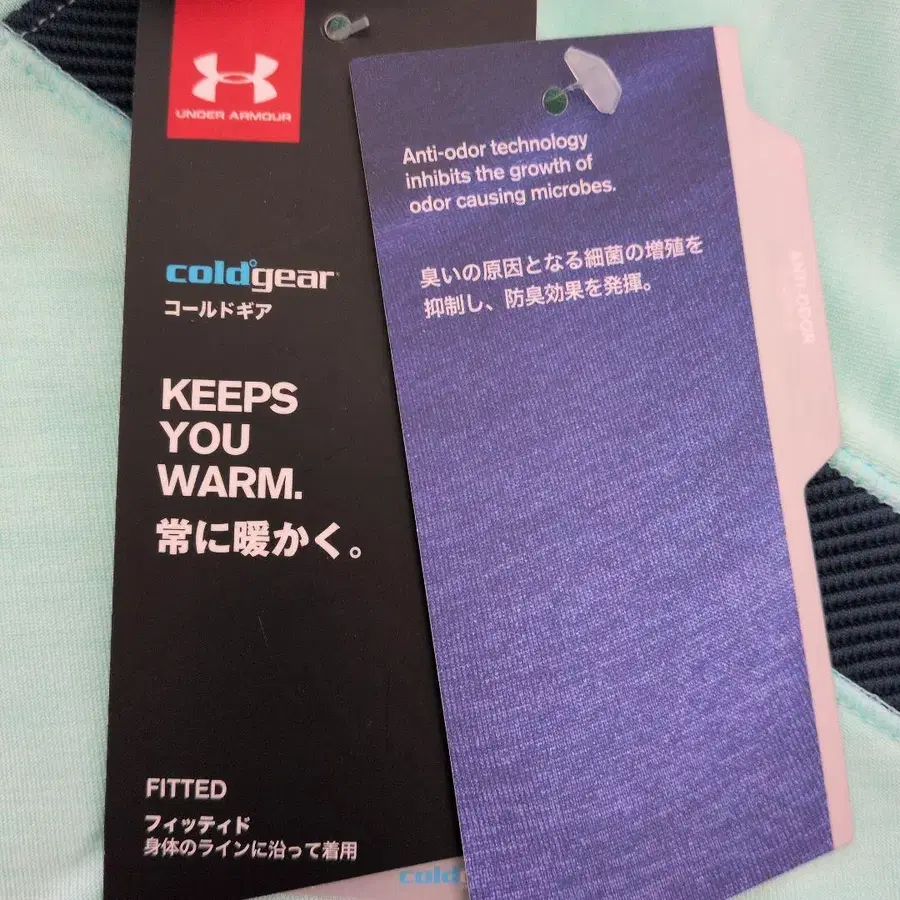 UNDER ARMOUR
coldgear
コールドギア
KEEPS
YOU
WARM.
常に暖かく。
FITTED
フィッティド
身体のラインに沿って着用
Anti-odor technology
inhibits the growth of
odor causing microbes.
臭いの原因となる細菌の増殖を
抑制し、防臭効果を発揮。
ANTI-ODOR
cold